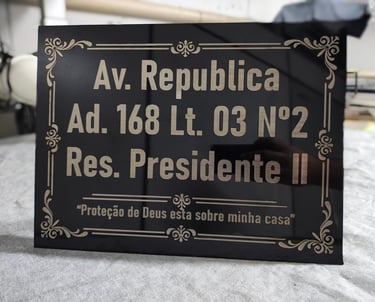 Av. Republica
Ad. 168 Lt. 03 Nº2
Res. Presidente II
“Proteção de Deus esta sobre minha casa”